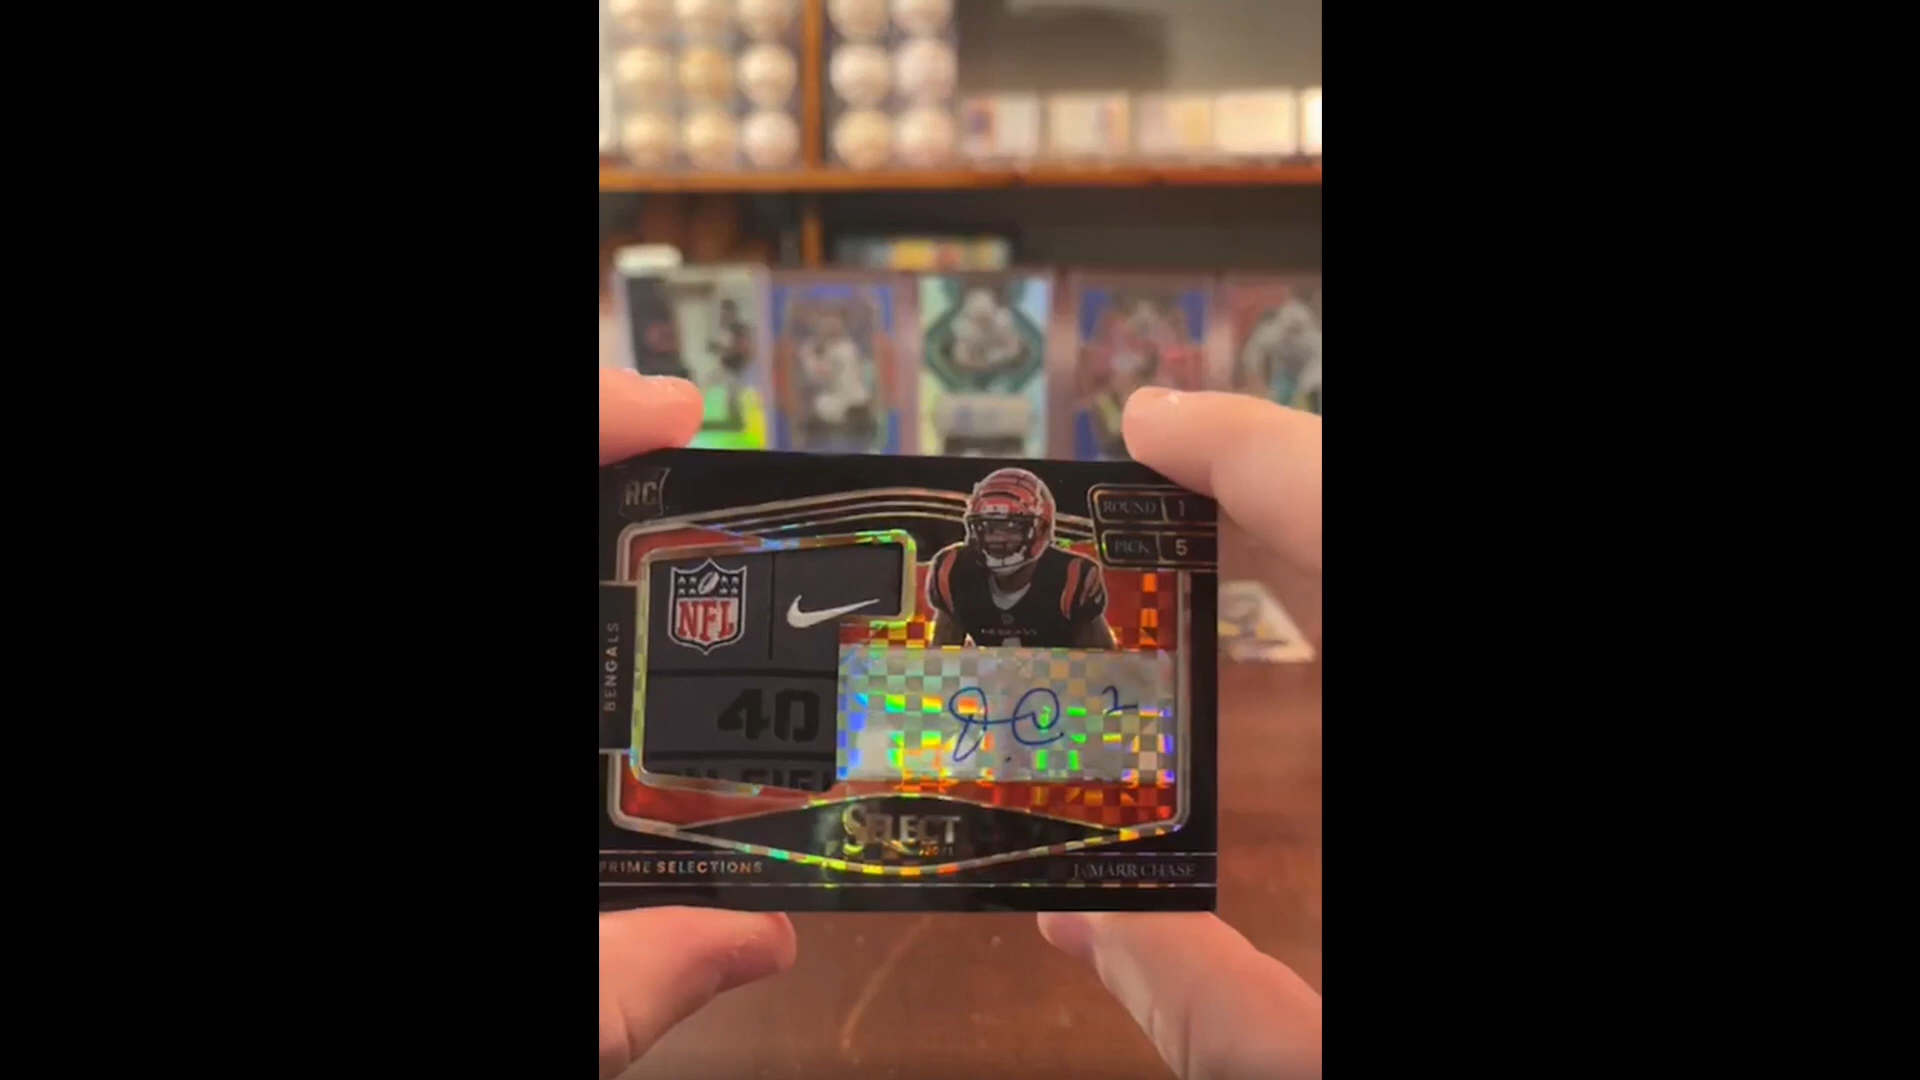 RC
ROUND 1
PICK 5
NFL
BENGALS
40
SELECT
PRIME SELECTIONS
JA'MARR CHASE